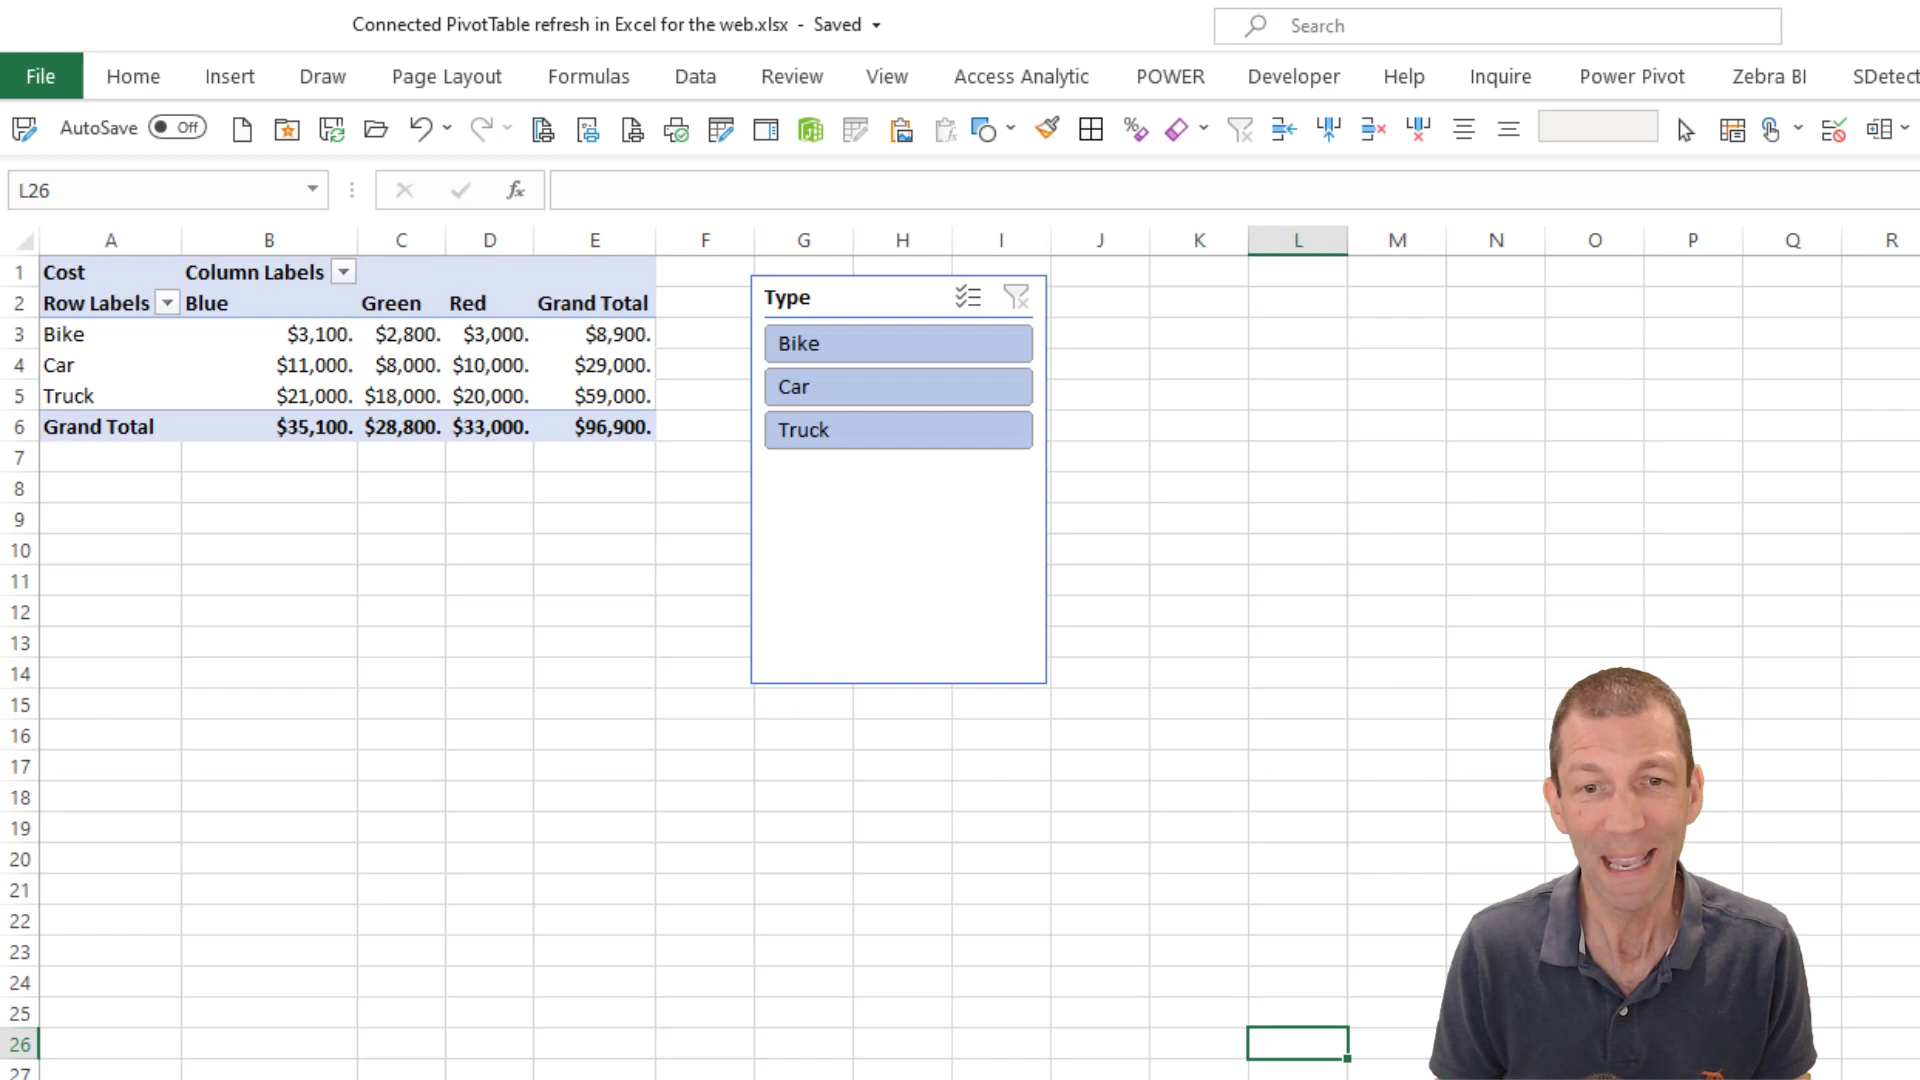 Connected PivotTable refresh in Excel for the web.xlsx - Saved
Search
File Home Insert Draw Page Layout Formulas Data Review View Access Analytic POWER Developer Help Inquire Power Pivot Zebra BI SDetect
AutoSave Off
L26 fx
A B C D E F G H I J K L M N O P Q R
1 Cost Column Labels
2 Row Labels Blue Green Red Grand Total
3 Bike $3,100. $2,800. $3,000. $8,900.
4 Car $11,000. $8,000. $10,000. $29,000.
5 Truck $21,000. $18,000. $20,000. $59,000.
6 Grand Total $35,100. $28,800. $33,000. $96,900.
Type
Bike
Car
Truck
7
8
9
10
11
12
13
14
15
16
17
18
19
20
21
22
23
24
25
26
27